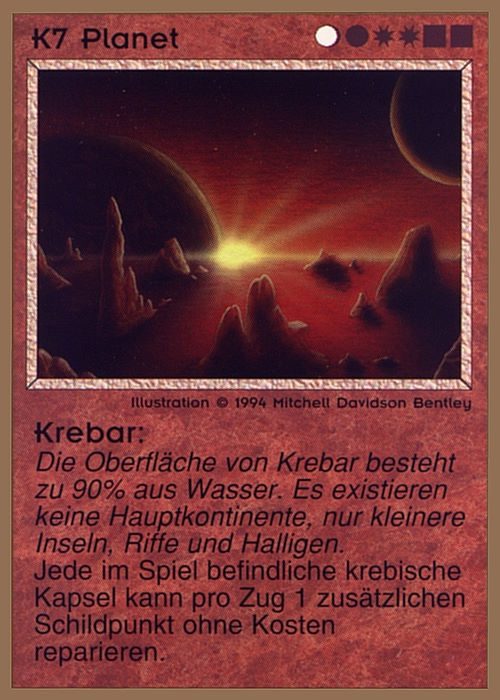 K7 Planet
Illustration © 1994 Mitchell Davidson Bentley
Krebar:
Die Oberfläche von Krebar besteht
zu 90% aus Wasser. Es existieren
keine Hauptkontinente, nur kleinere
Inseln, Riffe und Halligen.
Jede im Spiel befindliche krebische
Kapsel kann pro Zug 1 zusätzlichen
Schildpunkt ohne Kosten
reparieren.